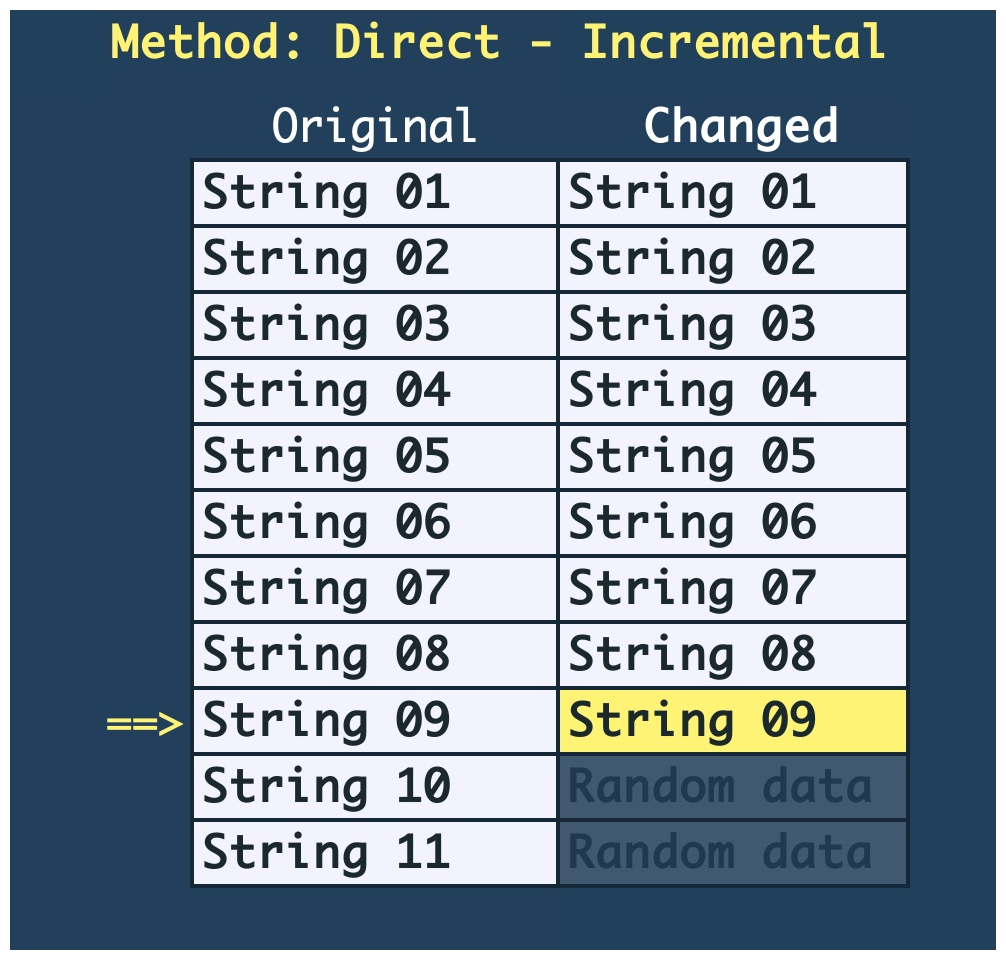 Method: Direct - Incremental
Original Changed
String 01 String 01
String 02 String 02
String 03 String 03
String 04 String 04
String 05 String 05
String 06 String 06
String 07 String 07
String 08 String 08
==> String 09 String 09
String 10 Random data
String 11 Random data